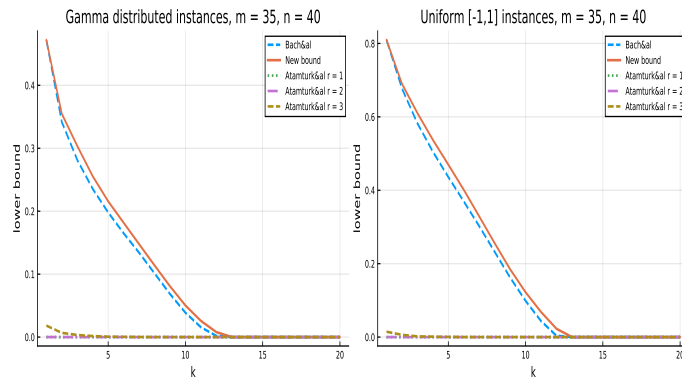 Gamma distributed instances, m = 35, n = 40
Bach&al
New bound
Atamturk&al r = 1
Atamturk&al r = 2
Atamturk&al r = 3
lower bound
0.4
0.3
0.2
0.1
0.0
5
10
15
20
k
Uniform [-1,1] instances, m = 35, n = 40
Bach&al
New bound
Atamturk&al r = 1
Atamturk&al r = 2
Atamturk&al r = 3
lower bound
0.8
0.6
0.4
0.2
0.0
5
10
15
20
k